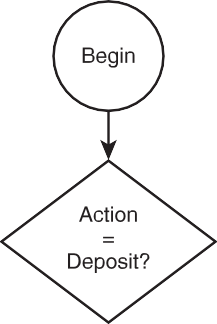 Begin
Action
=
Deposit?